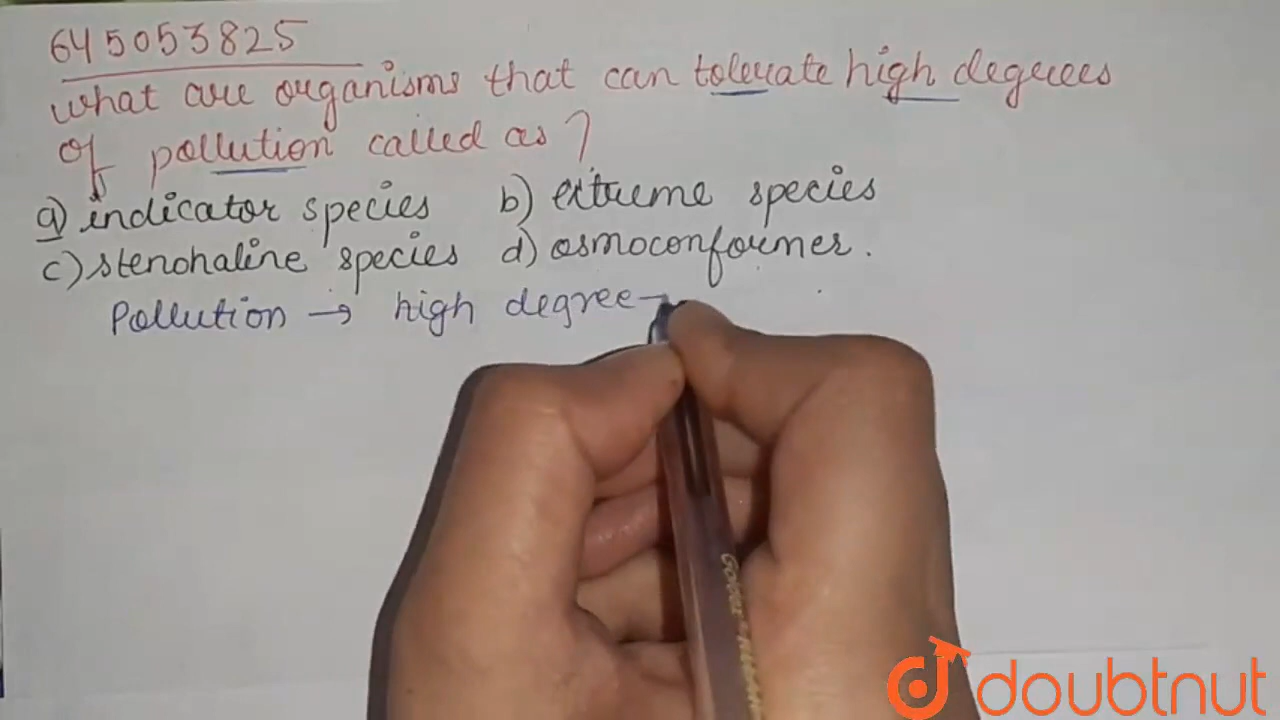 645053825
what are organisms that can tolerate high degrees
of pollution called as ?
a) indicator species b) extreme species
c) stenohaline species d) osmoconformer.
Pollution → high degree
doubtnut